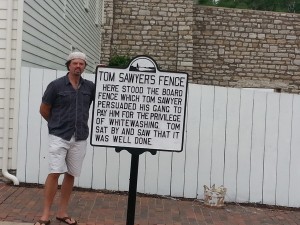 TOM SAWYER'S FENCE
HERE STOOD THE BOARD
FENCE WHICH TOM SAWYER
PERSUADED HIS GANG TO
PAY HIM FOR THE PRIVILEGE
OF WHITEWASHING. TOM
SAT BY AND SAW THAT IT
WAS WELL DONE.